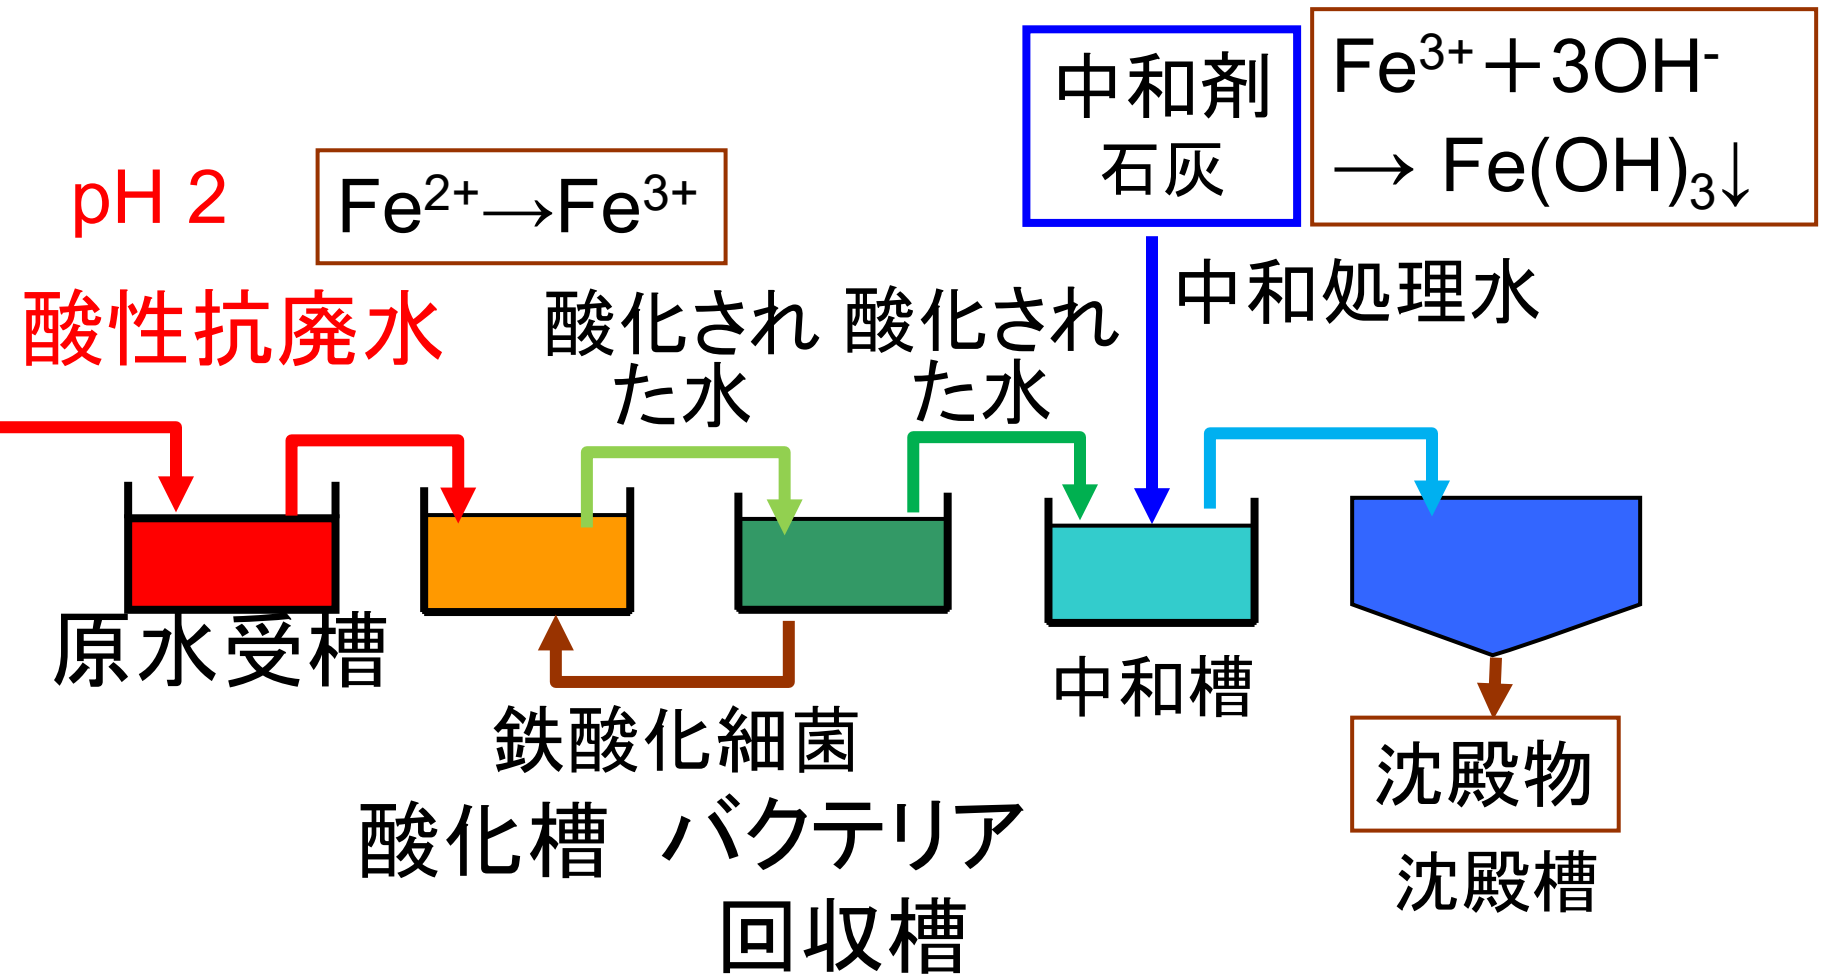 pH 2
酸性抗廃水
Fe²⁺→Fe³⁺
酸化され
た水
酸化され
た水
中和剤
石灰
Fe³⁺＋3OH⁻
→ Fe(OH)₃↓
中和処理水
原水受槽
鉄酸化細菌
酸化槽
バクテリア
回収槽
中和槽
沈殿物
沈殿槽